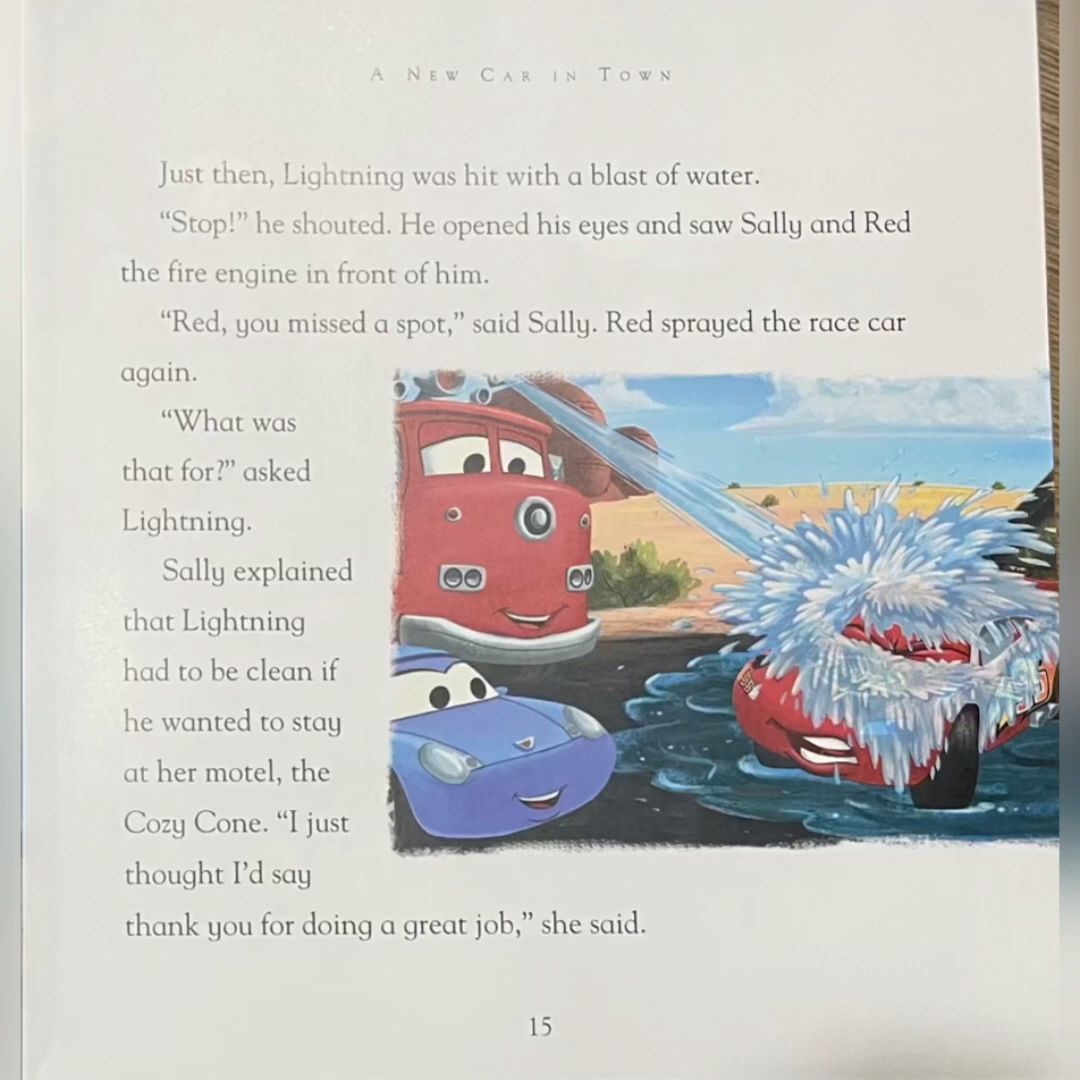 A NEW CAR IN TOWN
Just then, Lightning was hit with a blast of water.
“Stop!” he shouted. He opened his eyes and saw Sally and Red
the fire engine in front of him.
“Red, you missed a spot,” said Sally. Red sprayed the race car
again.
“What was
that for?” asked
Lightning.
Sally explained
that Lightning
had to be clean if
he wanted to stay
at her motel, the
Cozy Cone. “I just
thought I’d say
thank you for doing a great job,” she said.
15